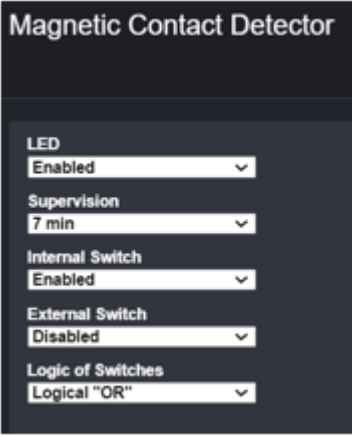 Magnetic Contact Detector
LED
Enabled
Supervision
7 min
Internal Switch
Enabled
External Switch
Disabled
Logic of Switches
Logical "OR"